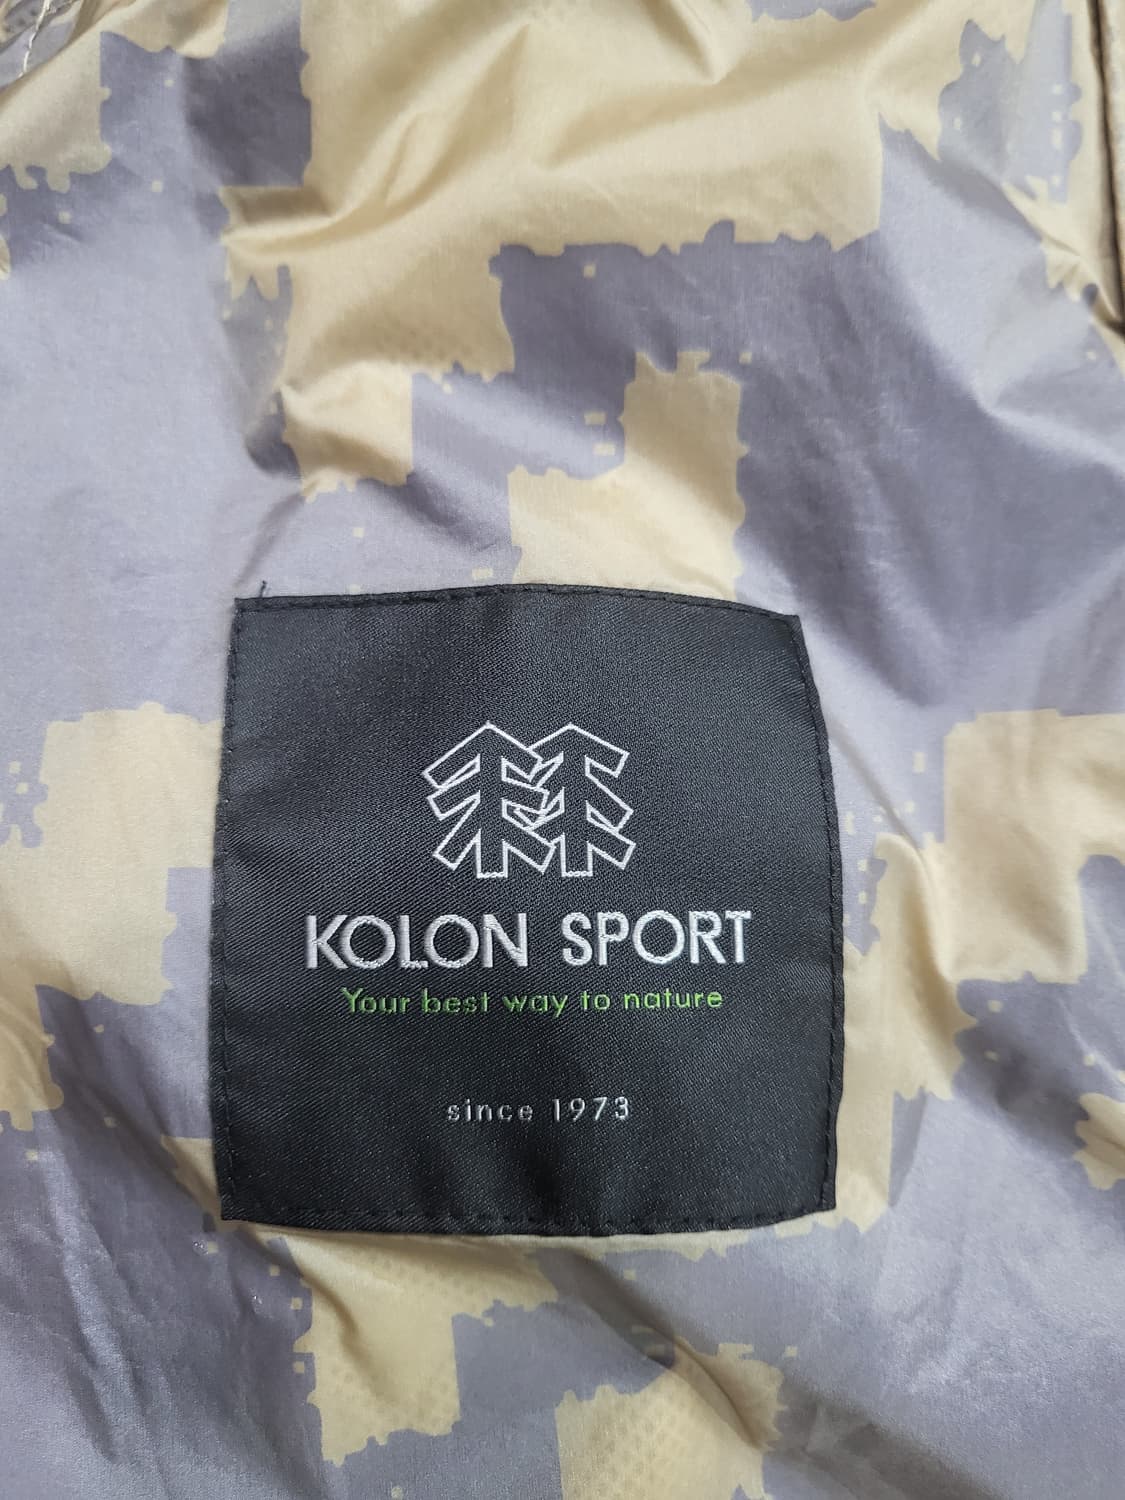 KOLON SPORT
Your best way to nature
since 1973